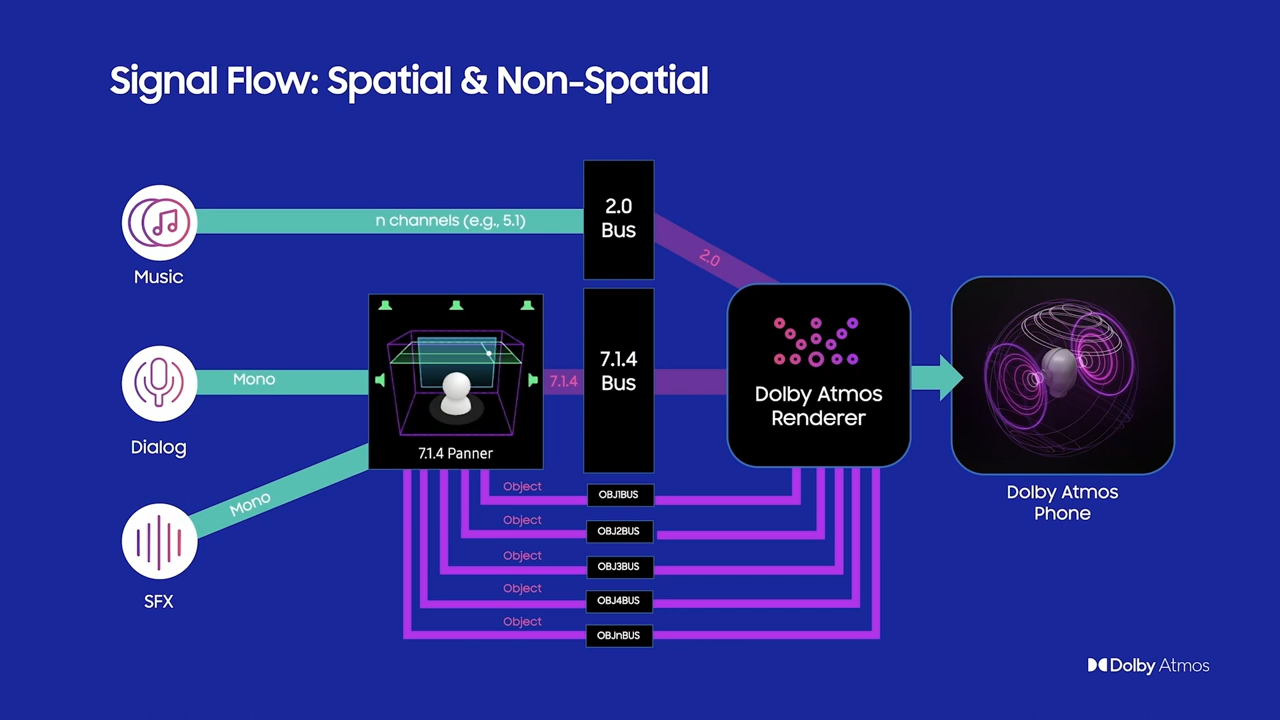 Signal Flow: Spatial & Non-Spatial
n channels (e.g., 5.1)
2.0
Bus
2.0
Music
Mono
7.1.4
7.1.4
Bus
Dolby Atmos
Renderer
Dialog
7.1.4 Panner
Mono
SFX
Object
OBJ1BUS
Object
OBJ2BUS
Object
OBJ3BUS
Object
OBJ4BUS
Object
OBJnBUS
Dolby Atmos
Phone
Dolby Atmos